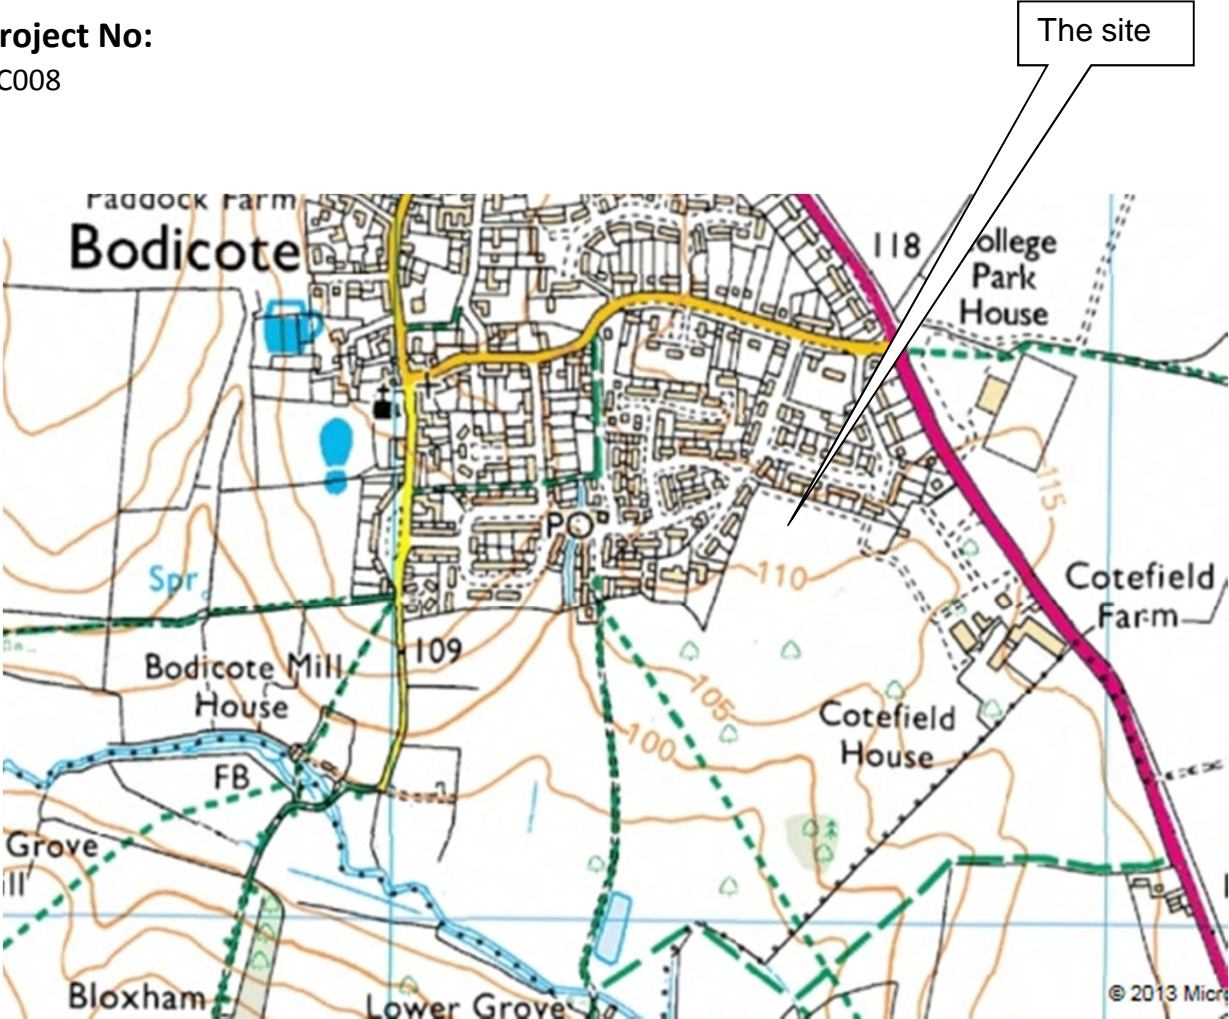 roject No:
C008
The site
Paddock Farm
Bodicote
118
ollege
Park
House
115
PO
Spr
110
Cotefield
Farm
109
Bodicote Mill
House
105
100
Cotefield
House
FB
Grove
ill
Bloxham
Lower Grove
© 2013 Micr